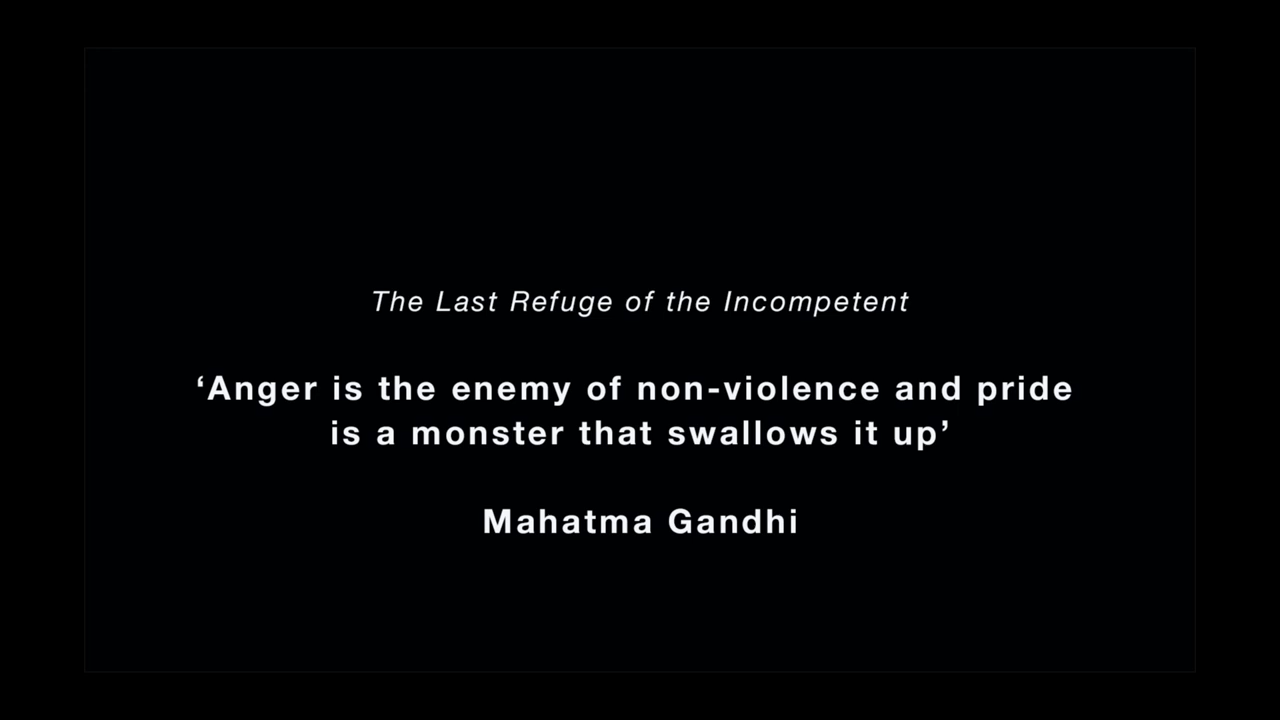 The Last Refuge of the Incompetent
‘Anger is the enemy of non-violence and pride
is a monster that swallows it up’
Mahatma Gandhi